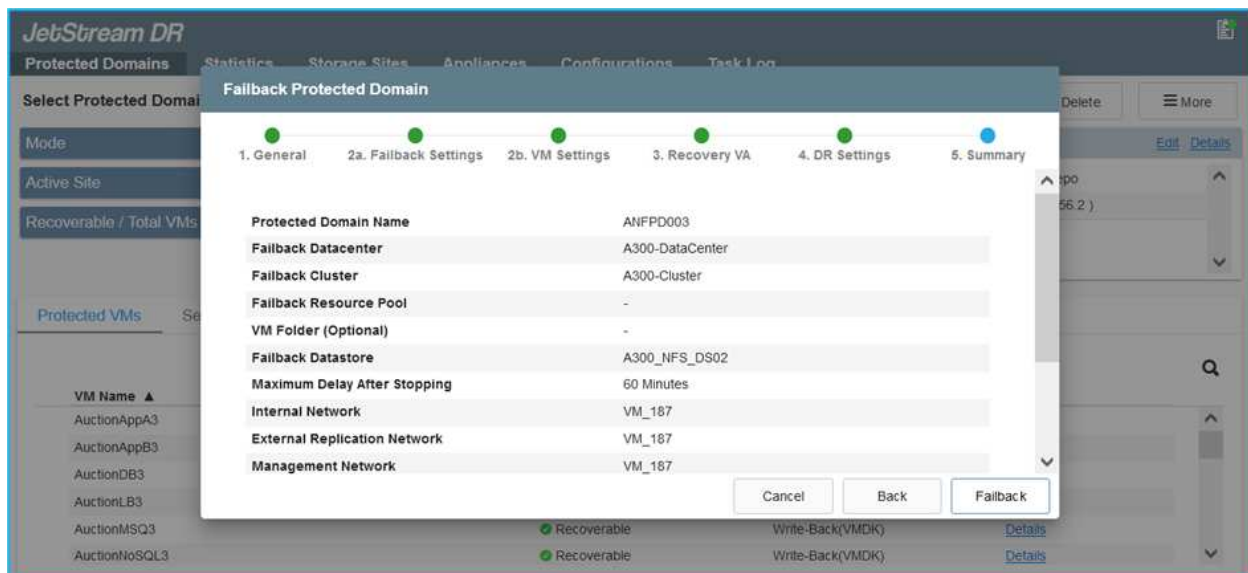 JetStream DR
Protected Domains Statistics Storage Sites Appliances Configurations Task Log
Select Protected Domai Delete More
Failback Protected Domain
Mode Edit Details
1. General 2a. Failback Settings 2b. VM Settings 3. Recovery VA 4. DR Settings 5. Summary
Active Site epo
Recoverable / Total VMs 56.2 )
Protected Domain Name ANFPD003
Failback Datacenter A300-DataCenter
Failback Cluster A300-Cluster
Failback Resource Pool -
Protected VMs Se
VM Folder (Optional) -
Failback Datastore A300_NFS_DS02
Maximum Delay After Stopping 60 Minutes
VM Name ▲
Internal Network VM_187
AuctionAppA3
External Replication Network VM_187
AuctionAppB3
Management Network VM_187
AuctionDB3
Cancel Back Failback
AuctionLB3
AuctionMSQ3 Recoverable Write-Back(VMDK) Details
AuctionNoSQL3 Recoverable Write-Back(VMDK) Details